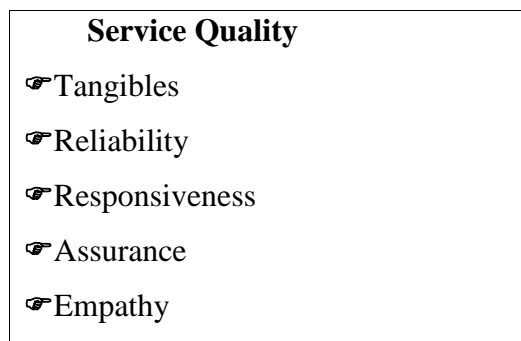 Service Quality
☞Tangibles
☞Reliability
☞Responsiveness
☞Assurance
☞Empathy